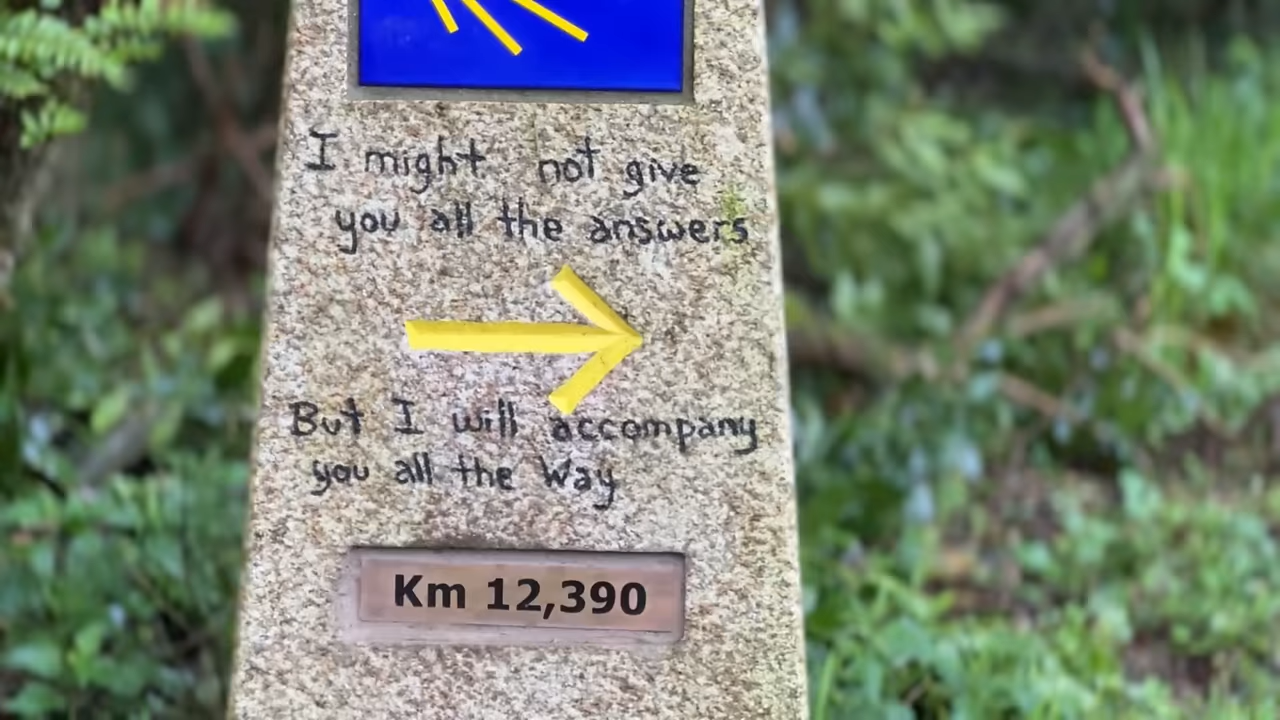 I might not give
you all the answers
But I will accompany
you all the Way
Km 12,390